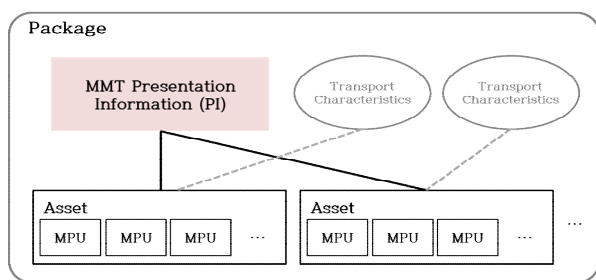 Package
MMT Presentation
Information (PI)
Transport
Characteristics
Transport
Characteristics
Asset
MPU MPU MPU ...
Asset
MPU MPU MPU ...
...